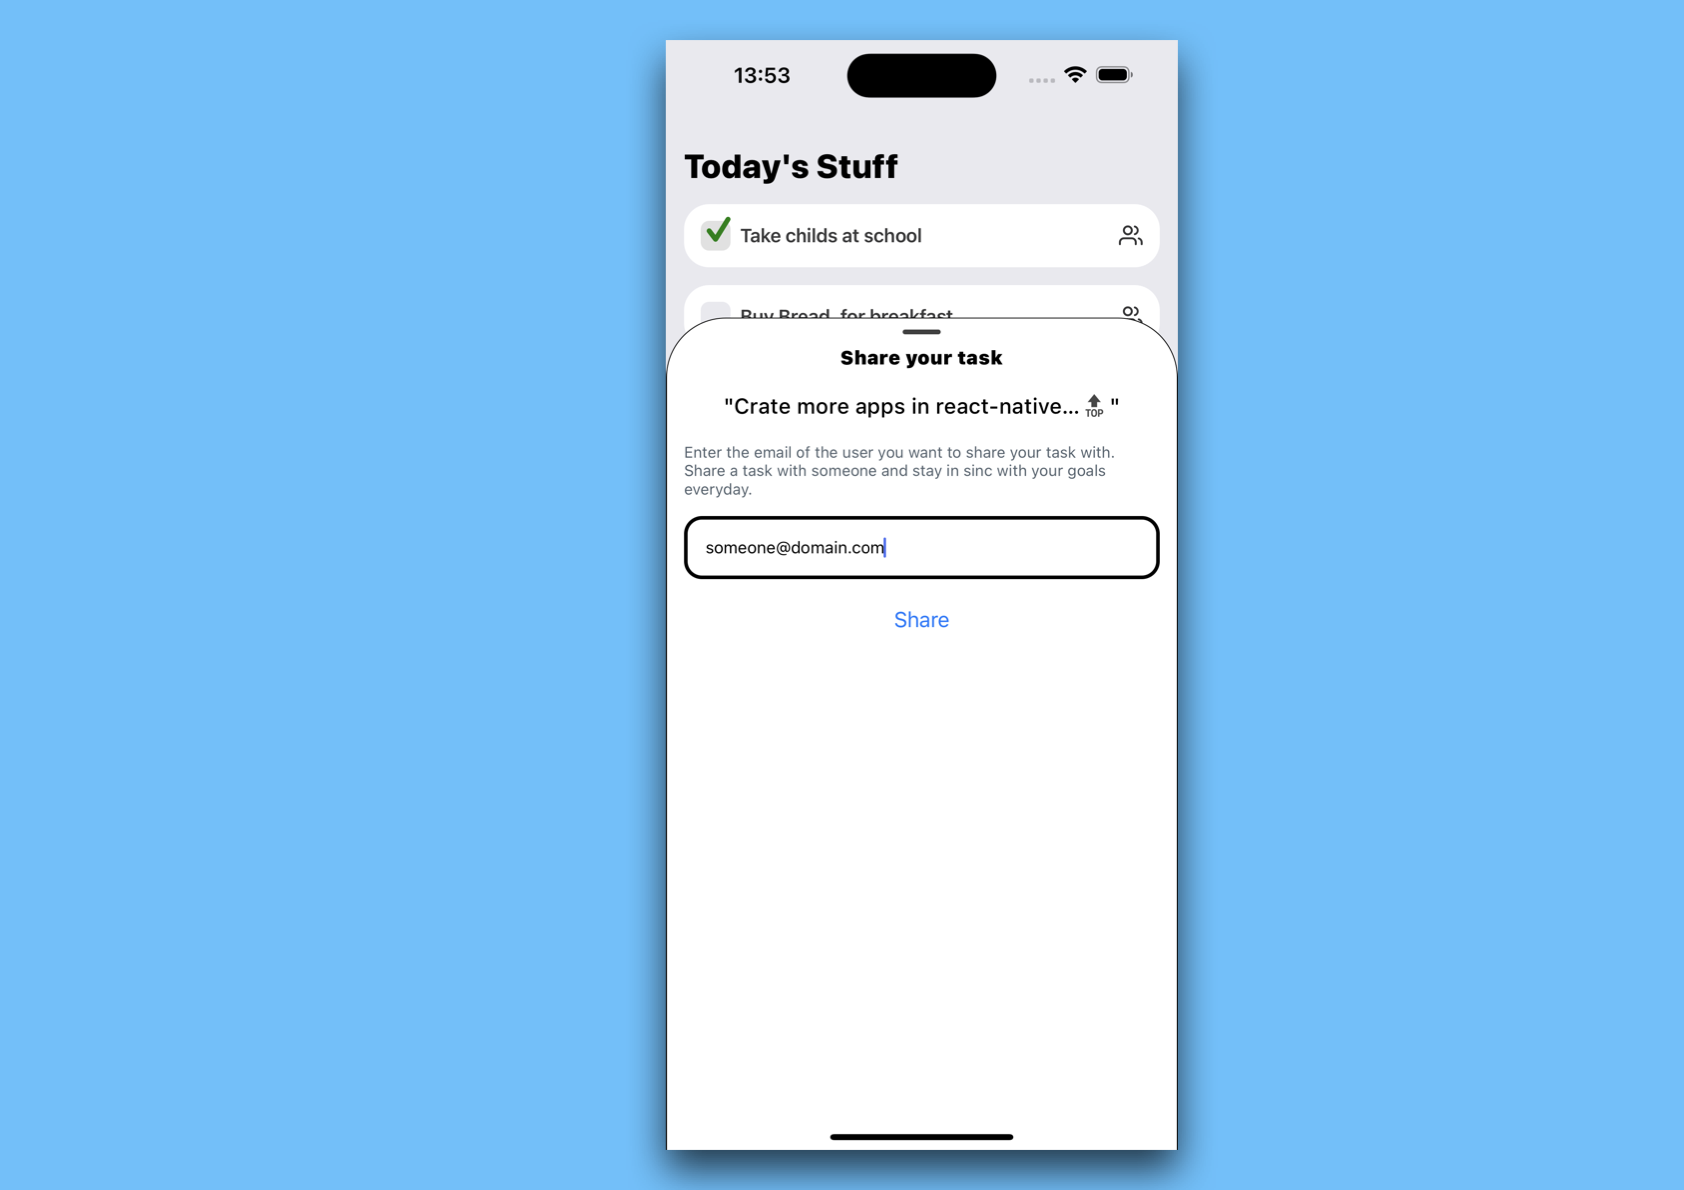 13:53
Today's Stuff
Take childs at school
Buy Bread for breakfast
Share your task
"Crate more apps in react-native... 🔝 "
Enter the email of the user you want to share your task with.
Share a task with someone and stay in sinc with your goals
everyday.
someone@domain.com
Share